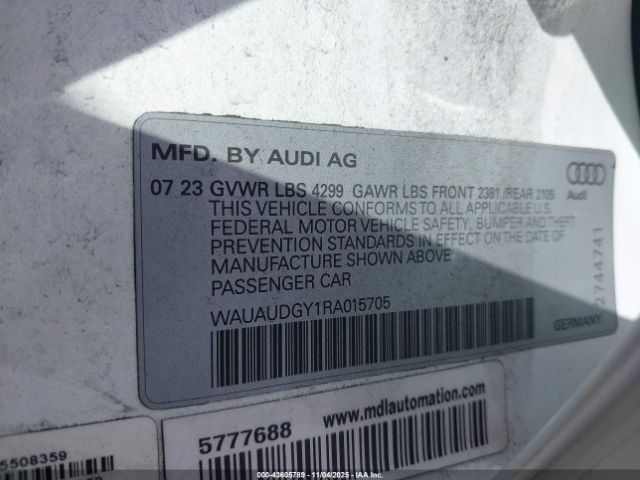 MFD. BY AUDI AG
07 23 GVWR LBS 4299 GAWR LBS FRONT 2381 /REAR 2105
THIS VEHICLE CONFORMS TO ALL APPLICABLE U.S.
FEDERAL MOTOR VEHICLE SAFETY, BUMPER AND THEFT
PREVENTION STANDARDS IN EFFECT ON THE DATE OF
MANUFACTURE SHOWN ABOVE
PASSENGER CAR
WAUAUDGY1RA015705
Audi
2744741
GERMANY
5777688
www.mdlautomation.com
5508359
000-43605789 - 11/04/2025 - IAAI.com